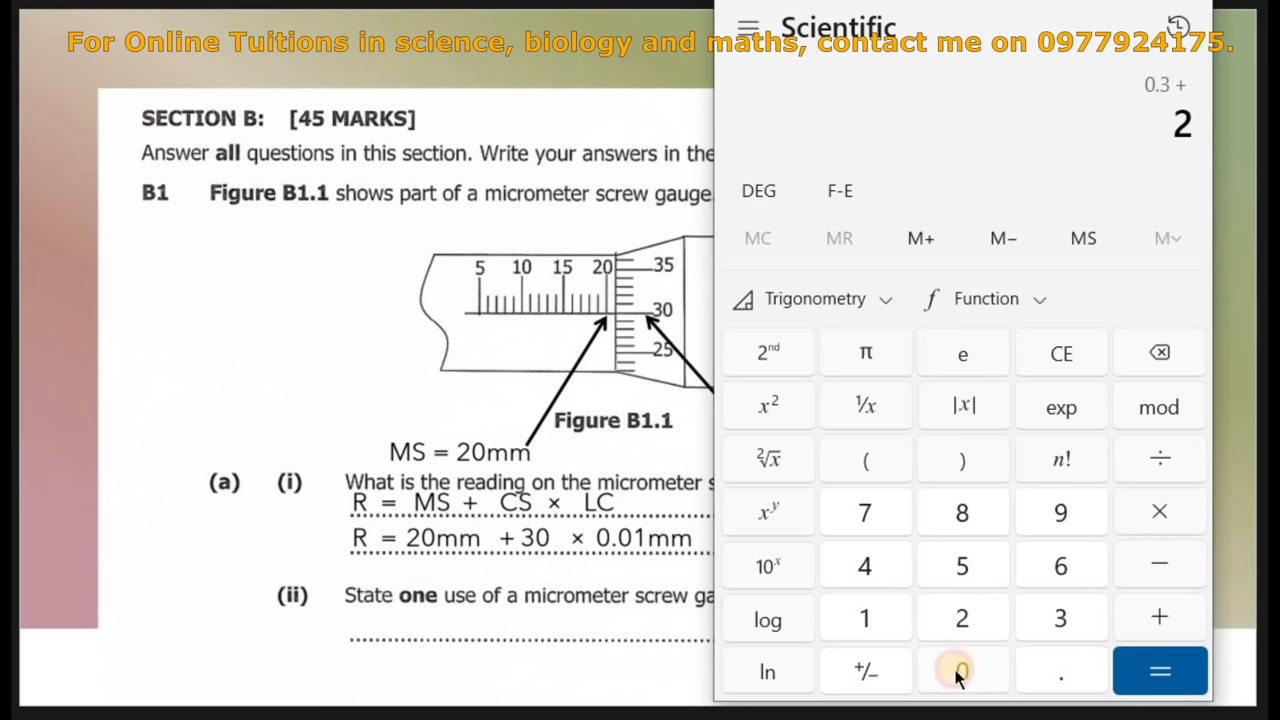 For Online Tuitions in science, biology and maths, contact me on 0977924175.
SECTION B: [45 MARKS]
Answer all questions in this section. Write your answers in the
B1 Figure B1.1 shows part of a micrometer screw gauge.
5 10 15 20
35
30
25
Figure B1.1
MS = 20mm
(a) (i) What is the reading on the micrometer s
R = MS + CS × LC
R = 20mm + 30 × 0.01mm
(ii) State one use of a micrometer screw ga
Scientific
0.3 +
2
DEG F-E
MC MR M+ M− MS M
Trigonometry f Function
2nd π e CE
x² ¹/x |x| exp mod
²√x ( ) n! ÷
xʸ 7 8 9 ×
10ˣ 4 5 6 −
log 1 2 3 +
ln +/− 0 . =